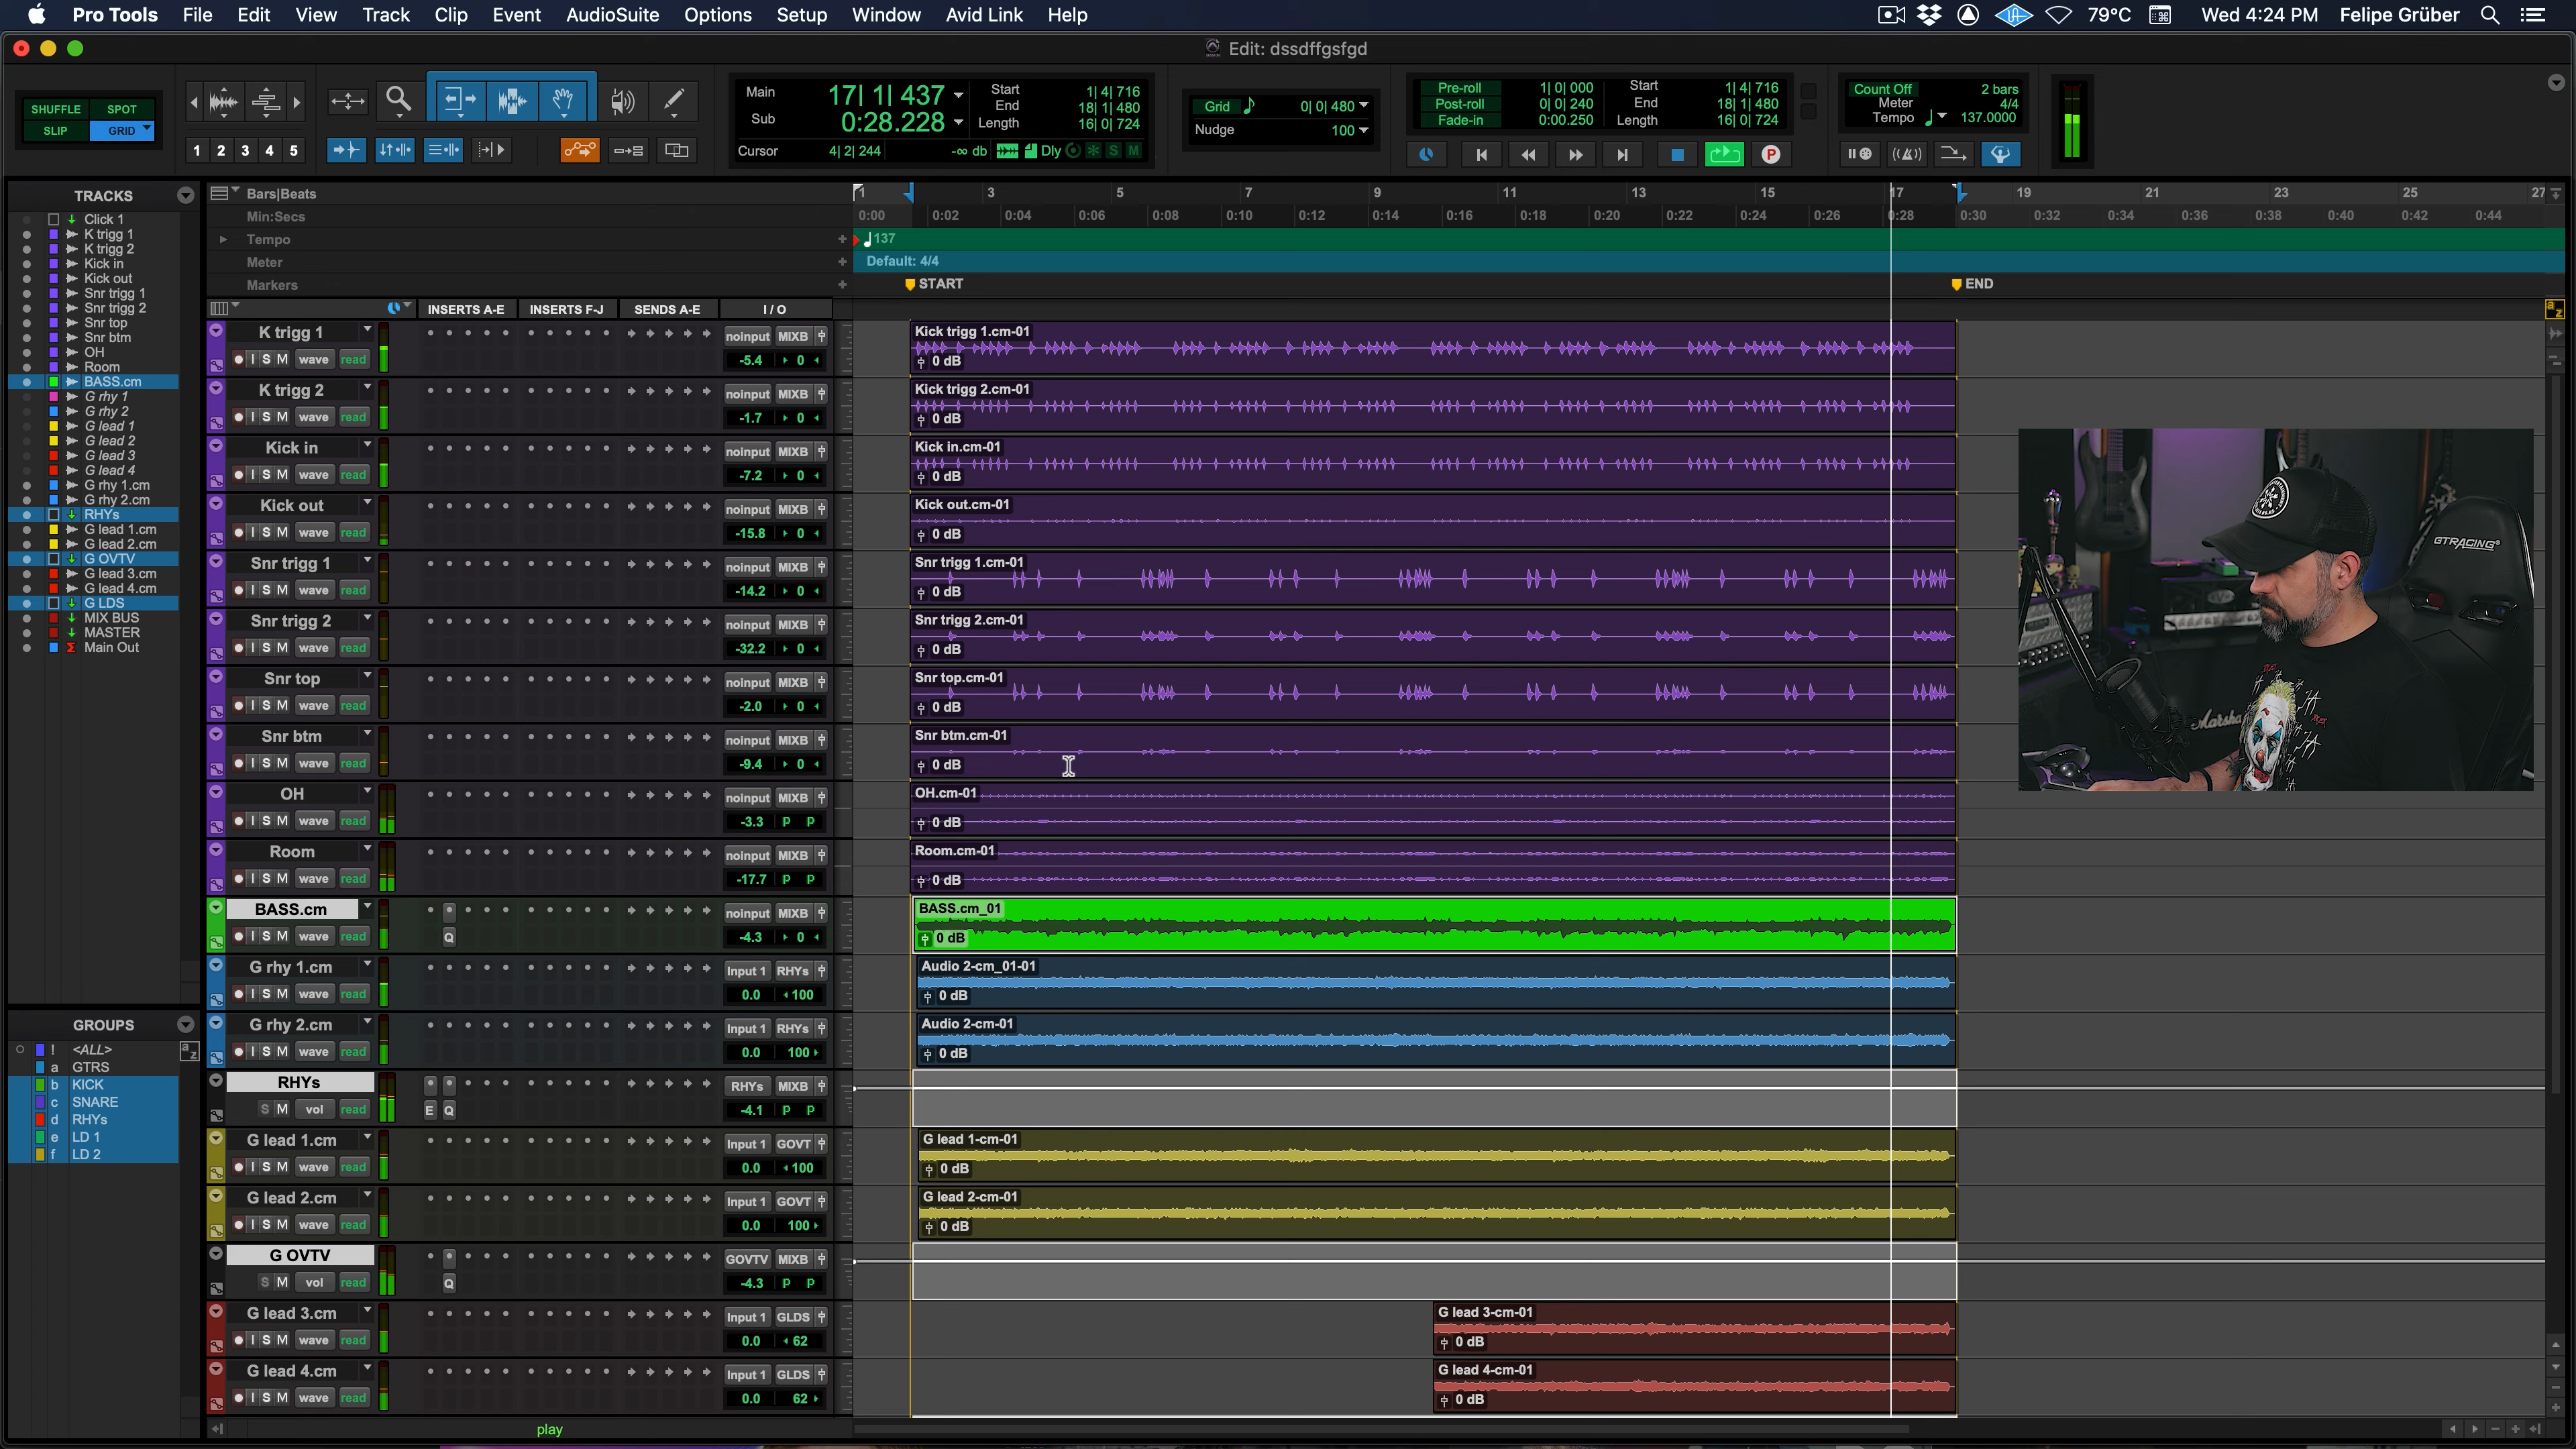 Pro Tools File Edit View Track Clip Event AudioSuite Options Setup Window Avid Link Help 79°C Wed 4:24 PM Felipe Grüber
Edit: dssdffgsfgd
SHUFFLE SPOT
SLIP GRID
1 2 3 4 5
Main 17| 1| 437
Sub 0:28.228
Start 1| 4| 716
End 18| 1| 480
Length 16| 0| 724
Cursor 4| 2| 244 -∞ db Dly S M
Grid 0| 0| 480
Nudge 100
Pre-roll 1| 0| 000
Post-roll 0| 0| 240
Fade-in 0:00.250
Start 1| 4| 716
End 18| 1| 480
Length 16| 0| 724
Count Off 2 bars
Meter 4/4
Tempo 137.0000
TRACKS
Click 1
K trigg 1
K trigg 2
Kick in
Kick out
Snr trigg 1
Snr trigg 2
Snr top
Snr btm
OH
Room
BASS.cm
G rhy 1
G rhy 2
G lead 1
G lead 2
G lead 3
G lead 4
G rhy 1.cm
G rhy 2.cm
RHYs
G lead 1.cm
G lead 2.cm
G OVTV
G lead 3.cm
G lead 4.cm
G LDS
MIX BUS
MASTER
Main Out
GROUPS
! <ALL>
a GTRS
b KICK
c SNARE
d RHYs
e LD 1
f LD 2
Bars|Beats 1 3 5 7 9 11 13 15 17 19 21 23 25 27
Min:Secs 0:00 0:02 0:04 0:06 0:08 0:10 0:12 0:14 0:16 0:18 0:20 0:22 0:24 0:26 0:28 0:30 0:32 0:34 0:36 0:38 0:40 0:42 0:44
Tempo 137
Meter Default: 4/4
Markers START END
INSERTS A-E INSERTS F-J SENDS A-E I / O
K trigg 1 noinput MIXB Kick trigg 1.cm-01
I S M wave read -5.4 0 0 dB
K trigg 2 noinput MIXB Kick trigg 2.cm-01
I S M wave read -1.7 0 0 dB
Kick in noinput MIXB Kick in.cm-01
I S M wave read -7.2 0 0 dB
Kick out noinput MIXB Kick out.cm-01
I S M wave read -15.8 0 0 dB
Snr trigg 1 noinput MIXB Snr trigg 1.cm-01
I S M wave read -14.2 0 0 dB
Snr trigg 2 noinput MIXB Snr trigg 2.cm-01
I S M wave read -32.2 0 0 dB
Snr top noinput MIXB Snr top.cm-01
I S M wave read -2.0 0 0 dB
Snr btm noinput MIXB Snr btm.cm-01
I S M wave read -9.4 0 0 dB
OH noinput MIXB OH.cm-01
I S M wave read -3.3 P P 0 dB
Room noinput MIXB Room.cm-01
I S M wave read -17.7 P P 0 dB
BASS.cm noinput MIXB BASS.cm_01
I S M wave read Q -4.3 0 0 dB
G rhy 1.cm Input 1 RHYs Audio 2-cm_01-01
I S M wave read 0.0 100 0 dB
G rhy 2.cm Input 1 RHYs Audio 2-cm-01
I S M wave read 0.0 100 0 dB
RHYs RHYs MIXB
S M vol read E Q -4.1 P P
G lead 1.cm Input 1 GOVT G lead 1-cm-01
I S M wave read 0.0 100 0 dB
G lead 2.cm Input 1 GOVT G lead 2-cm-01
I S M wave read 0.0 100 0 dB
G OVTV GOVTV MIXB
S M vol read Q -4.3 P P
G lead 3.cm Input 1 GLDS G lead 3-cm-01
I S M wave read 0.0 62 0 dB
G lead 4.cm Input 1 GLDS G lead 4-cm-01
I S M wave read 0.0 62 0 dB
play
GTRACING
Marsha